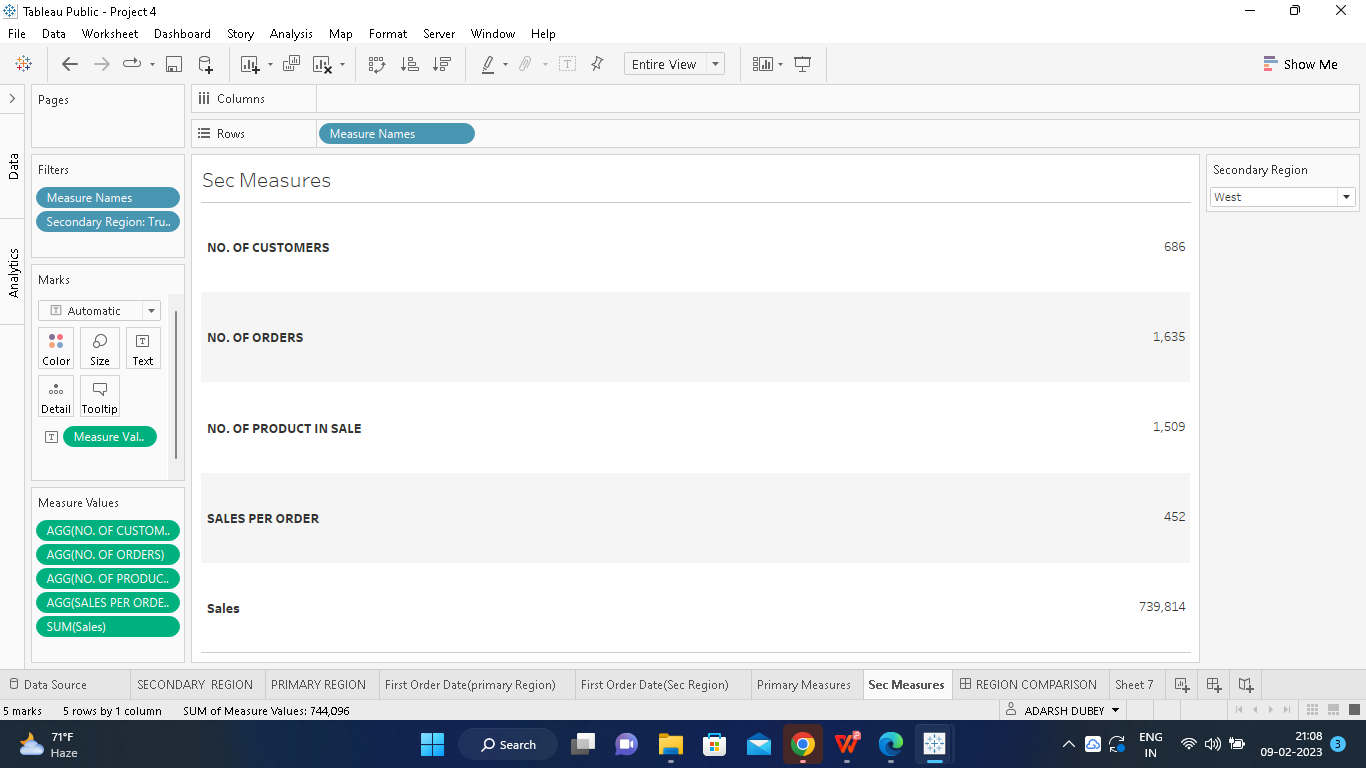 Tableau Public - Project 4
File Data Worksheet Dashboard Story Analysis Map Format Server Window Help
Entire View
Show Me
Pages
Columns
Rows
Measure Names
Data
Analytics
Filters
Measure Names
Secondary Region: Tru..
Marks
Automatic
Color Size Text
Detail Tooltip
Measure Val..
Measure Values
AGG(NO. OF CUSTOM..
AGG(NO. OF ORDERS)
AGG(NO. OF PRODUC..
AGG(SALES PER ORDE..
SUM(Sales)
Sec Measures
NO. OF CUSTOMERS 686
NO. OF ORDERS 1,635
NO. OF PRODUCT IN SALE 1,509
SALES PER ORDER 452
Sales 739,814
Secondary Region
West
Data Source SECONDARY REGION PRIMARY REGION First Order Date(primary Region) First Order Date(Sec Region) Primary Measures Sec Measures REGION COMPARISON Sheet 7
5 marks 5 rows by 1 column SUM of Measure Values: 744,096 ADARSH DUBEY
71°F
Haze
Search
ENG
IN
21:08
09-02-2023
3